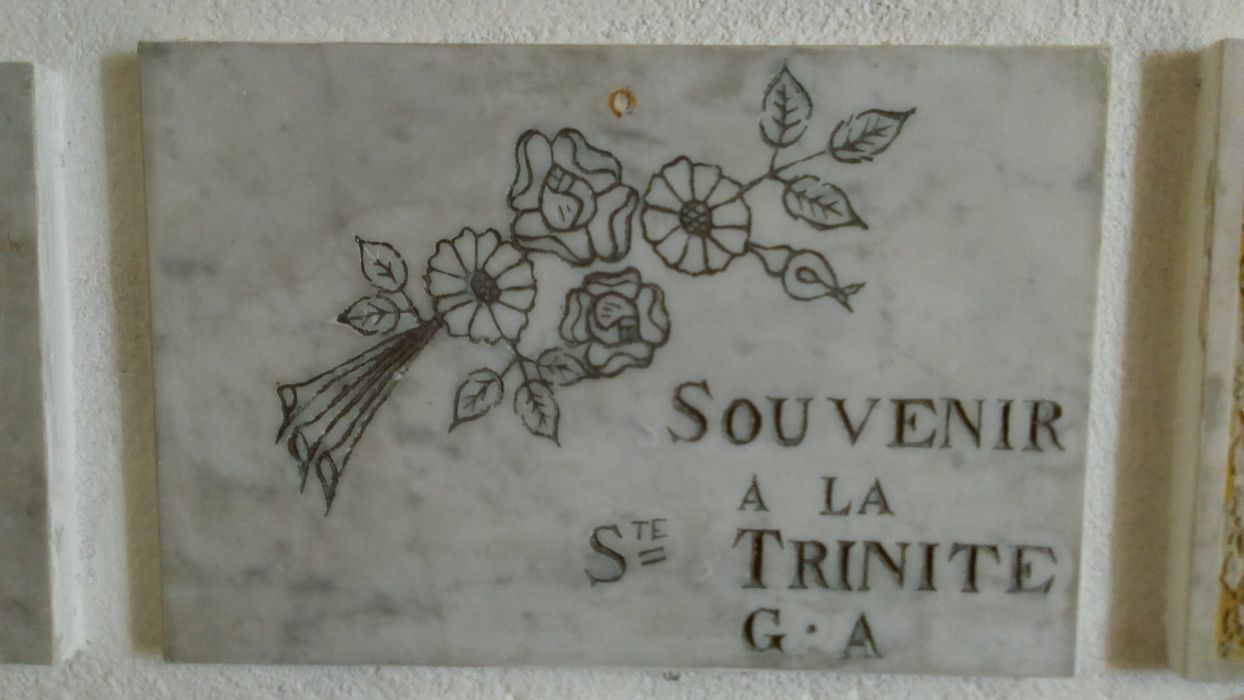 SOUVENIR
A LA
STE TRINITE
G. A